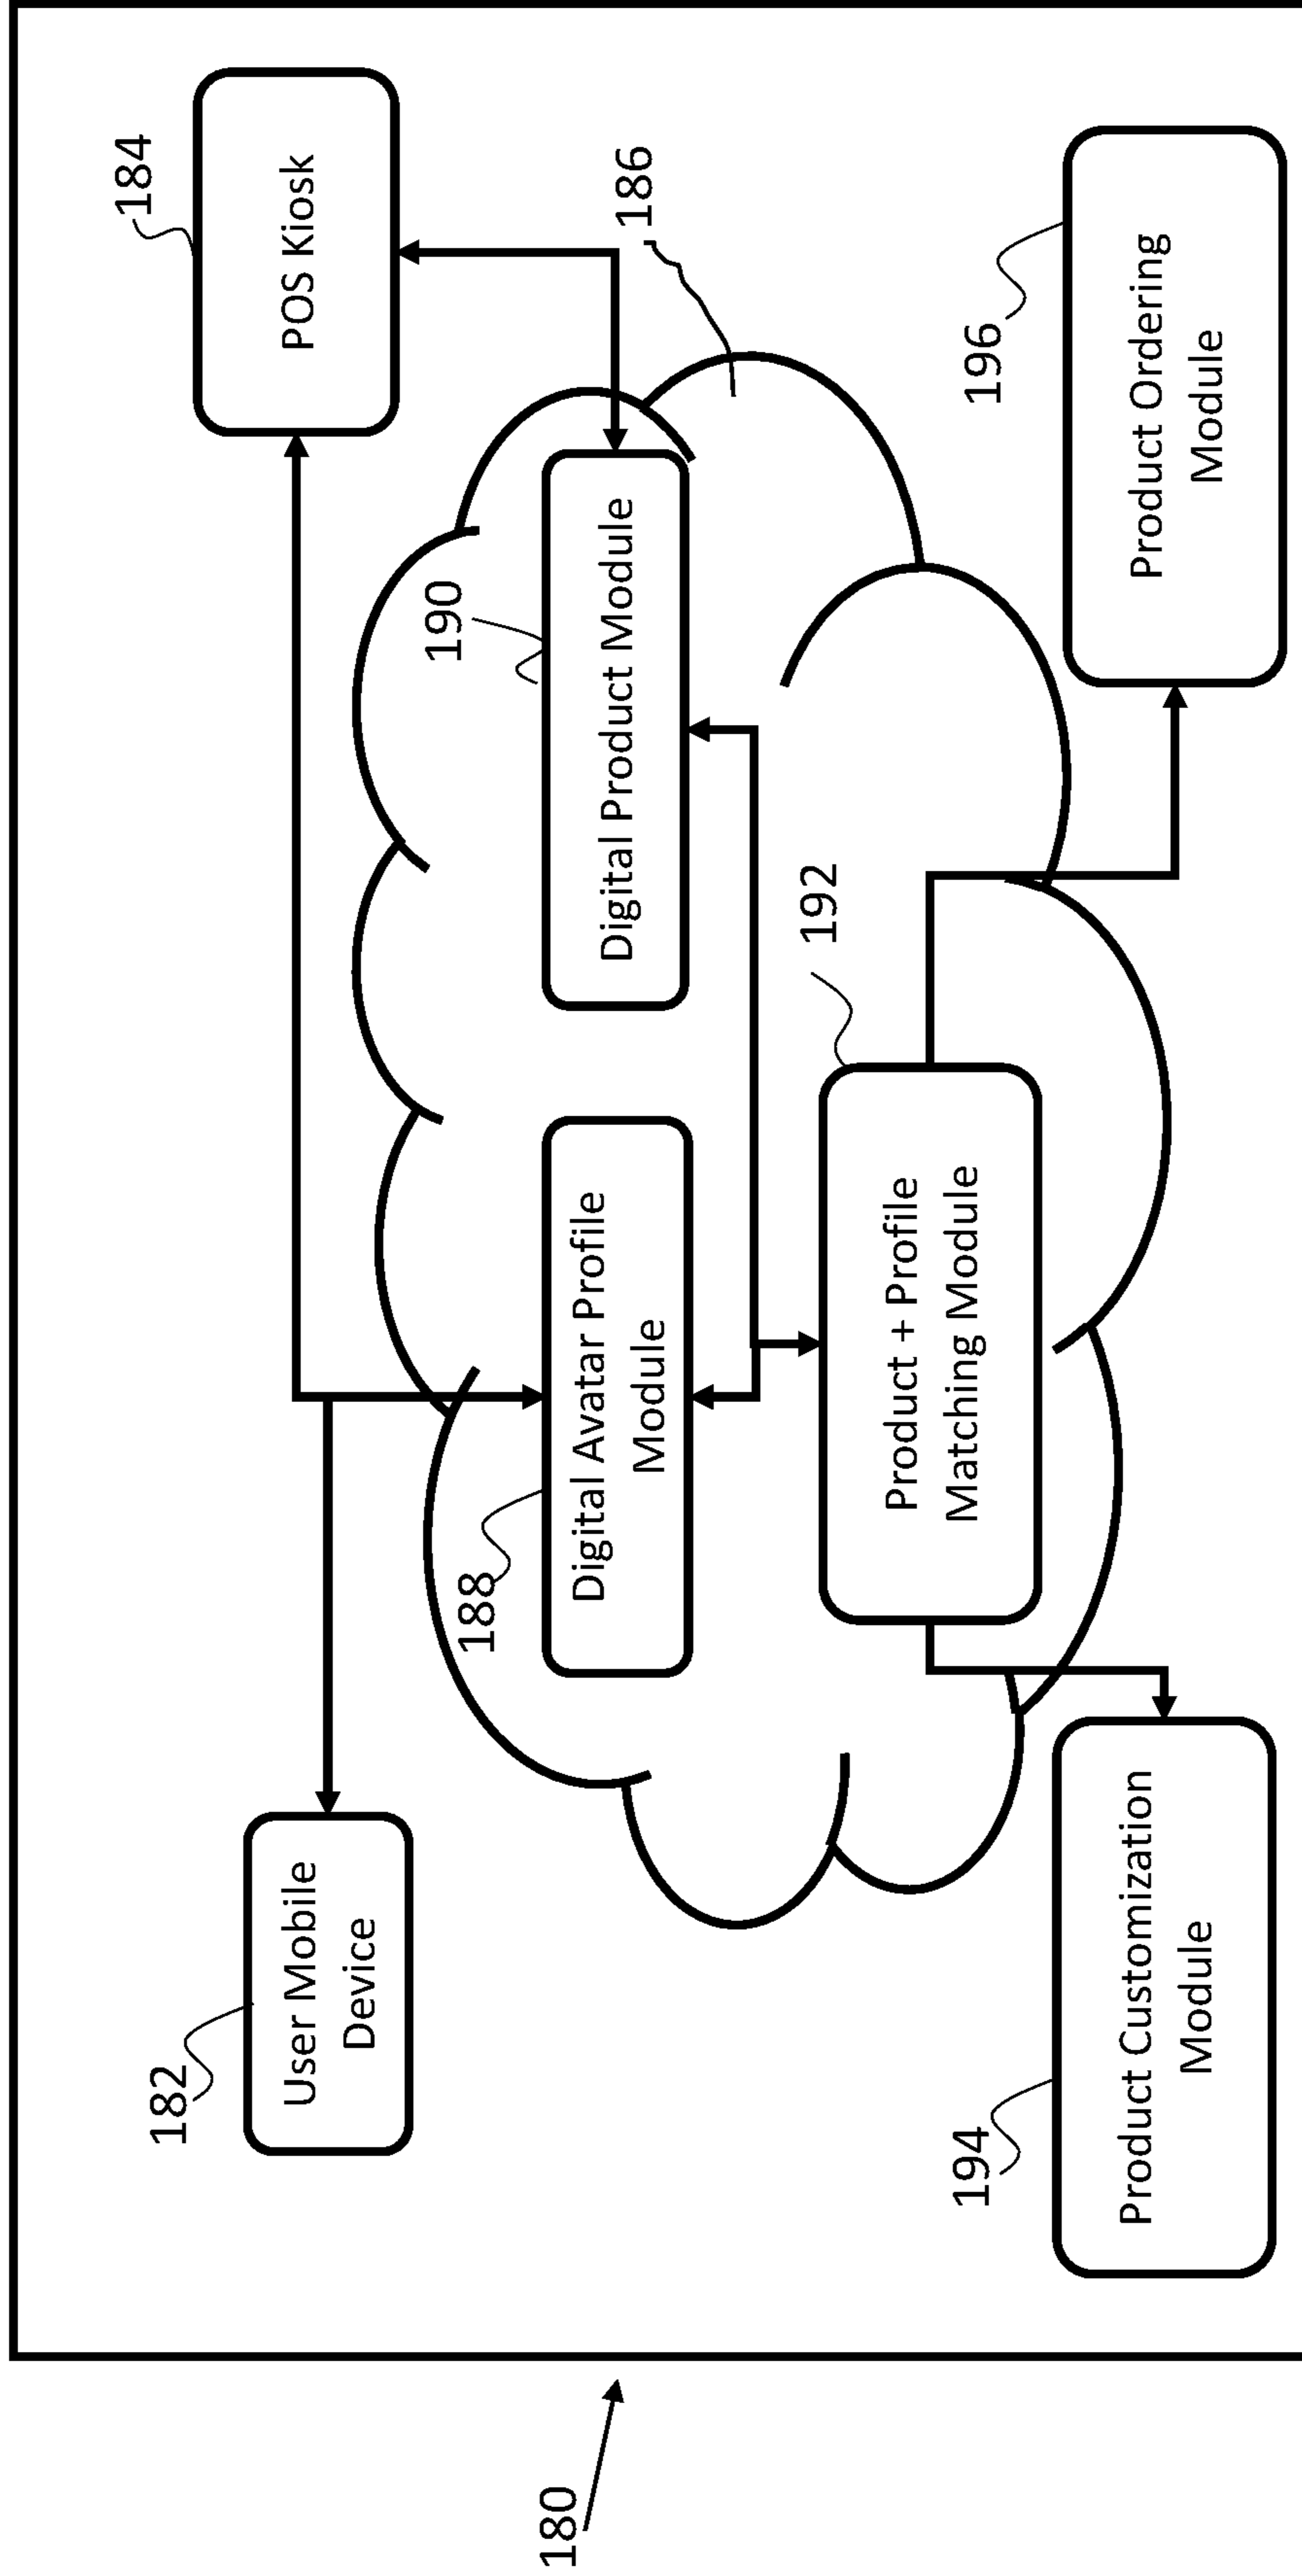 180
182
User Mobile
Device
184
POS Kiosk
186
188
Digital Avatar Profile
Module
190
Digital Product Module
192
Product + Profile
Matching Module
194
Product Customization
Module
196
Product Ordering
Module